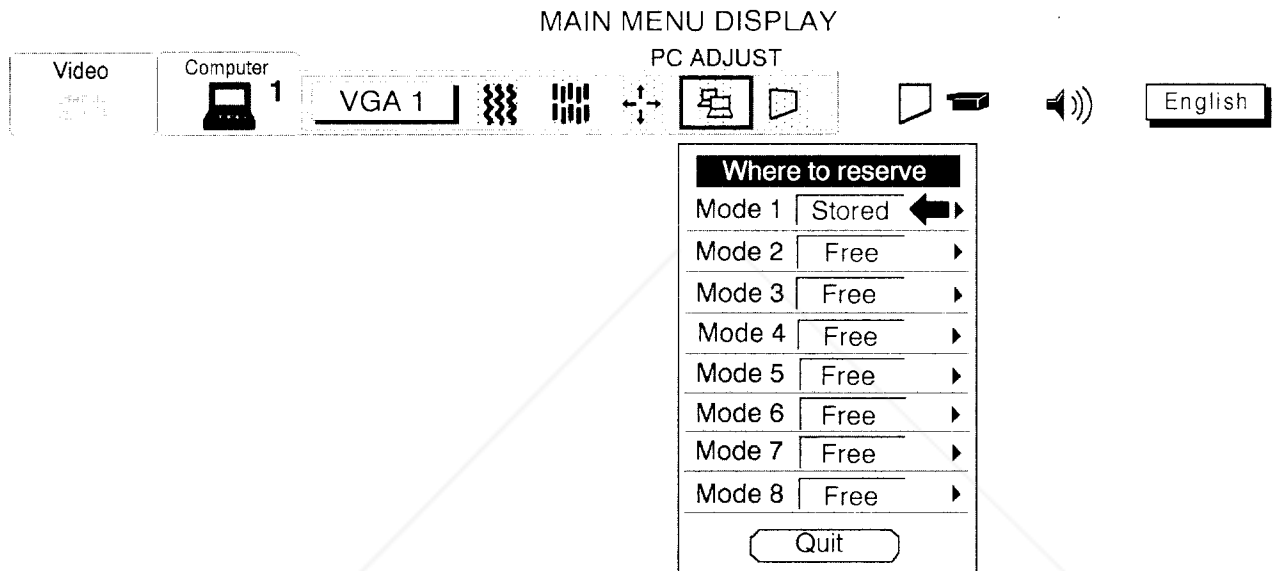 MAIN MENU DISPLAY
PC ADJUST
Video
Computer
1
VGA 1
English
Where to reserve
Mode 1 Stored
Mode 2 Free
Mode 3 Free
Mode 4 Free
Mode 5 Free
Mode 6 Free
Mode 7 Free
Mode 8 Free
Quit